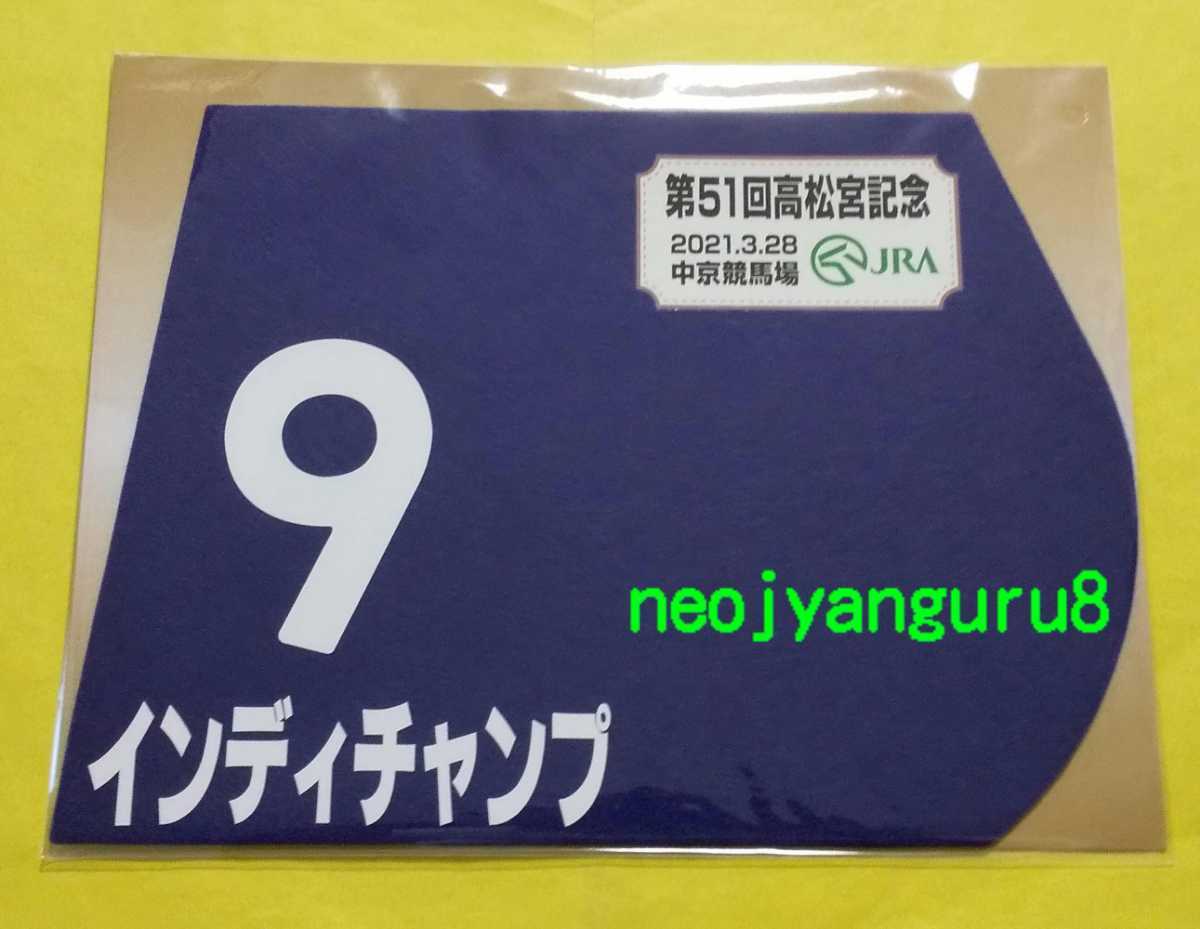 第51回高松宮記念
2021.3.28
中京競馬場
JRA
9
neojyanguru8
インディチャンプ